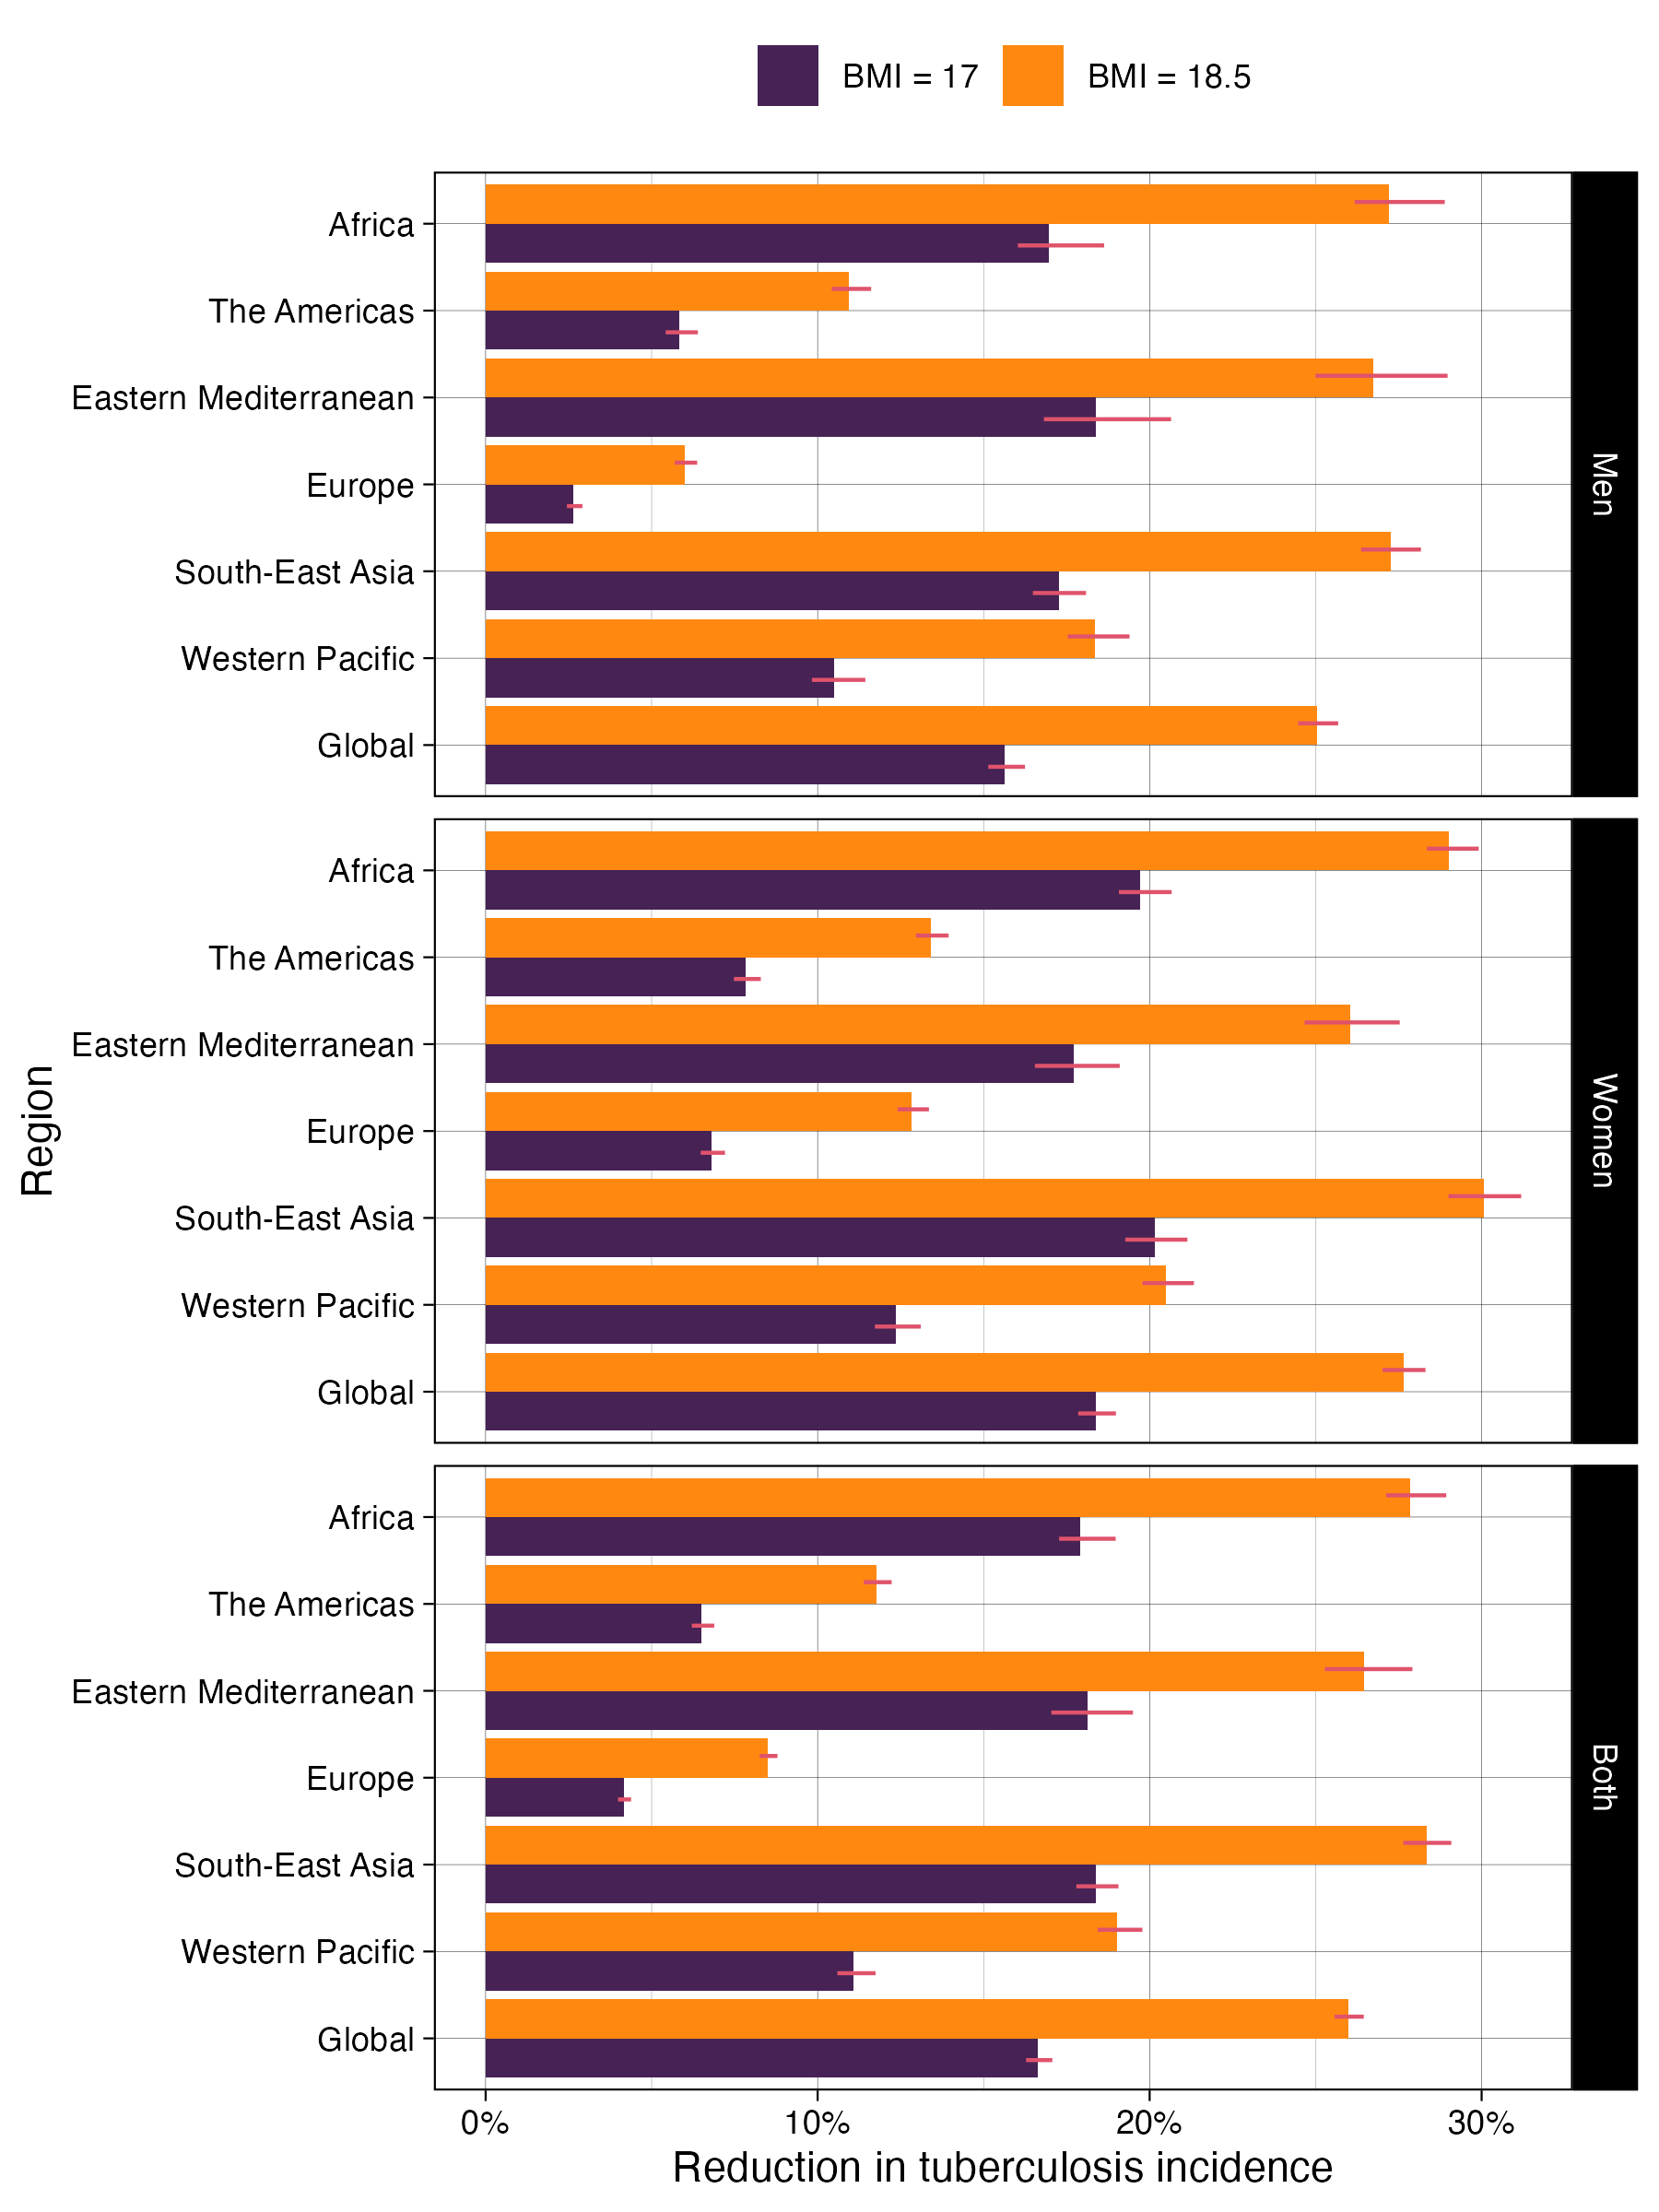 BMI = 17 BMI = 18.5
Africa
The Americas
Eastern Mediterranean
Europe
South-East Asia
Western Pacific
Global
Men
Africa
The Americas
Eastern Mediterranean
Europe
South-East Asia
Western Pacific
Global
Women
Africa
The Americas
Eastern Mediterranean
Europe
South-East Asia
Western Pacific
Global
Both
Region
0% 10% 20% 30%
Reduction in tuberculosis incidence